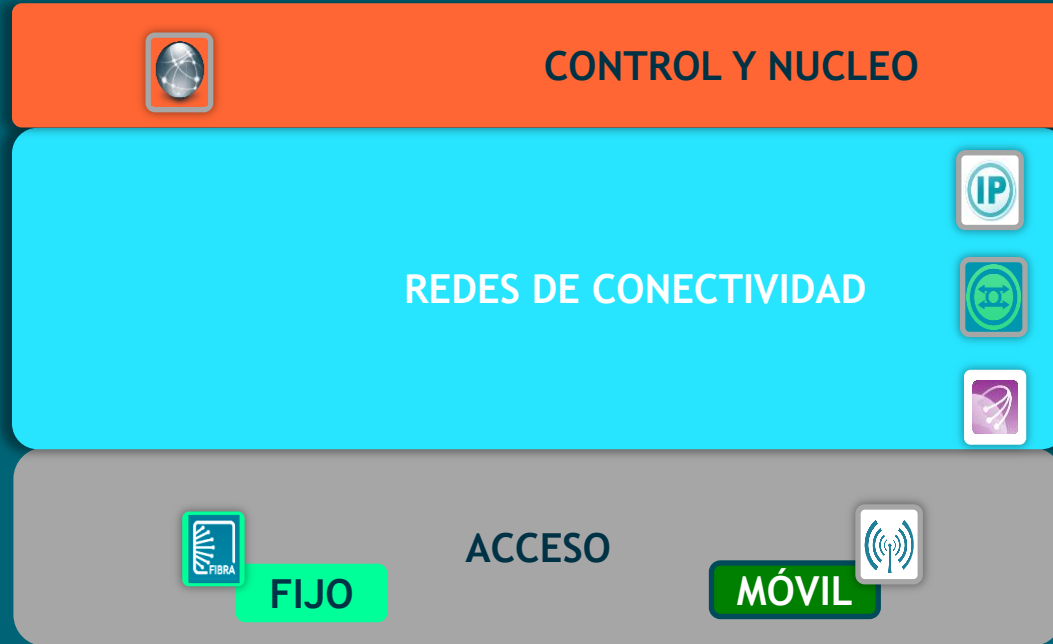 CONTROL Y NUCLEO
IP
REDES DE CONECTIVIDAD
ACCESO
FIBRA
FIJO
MÓVIL